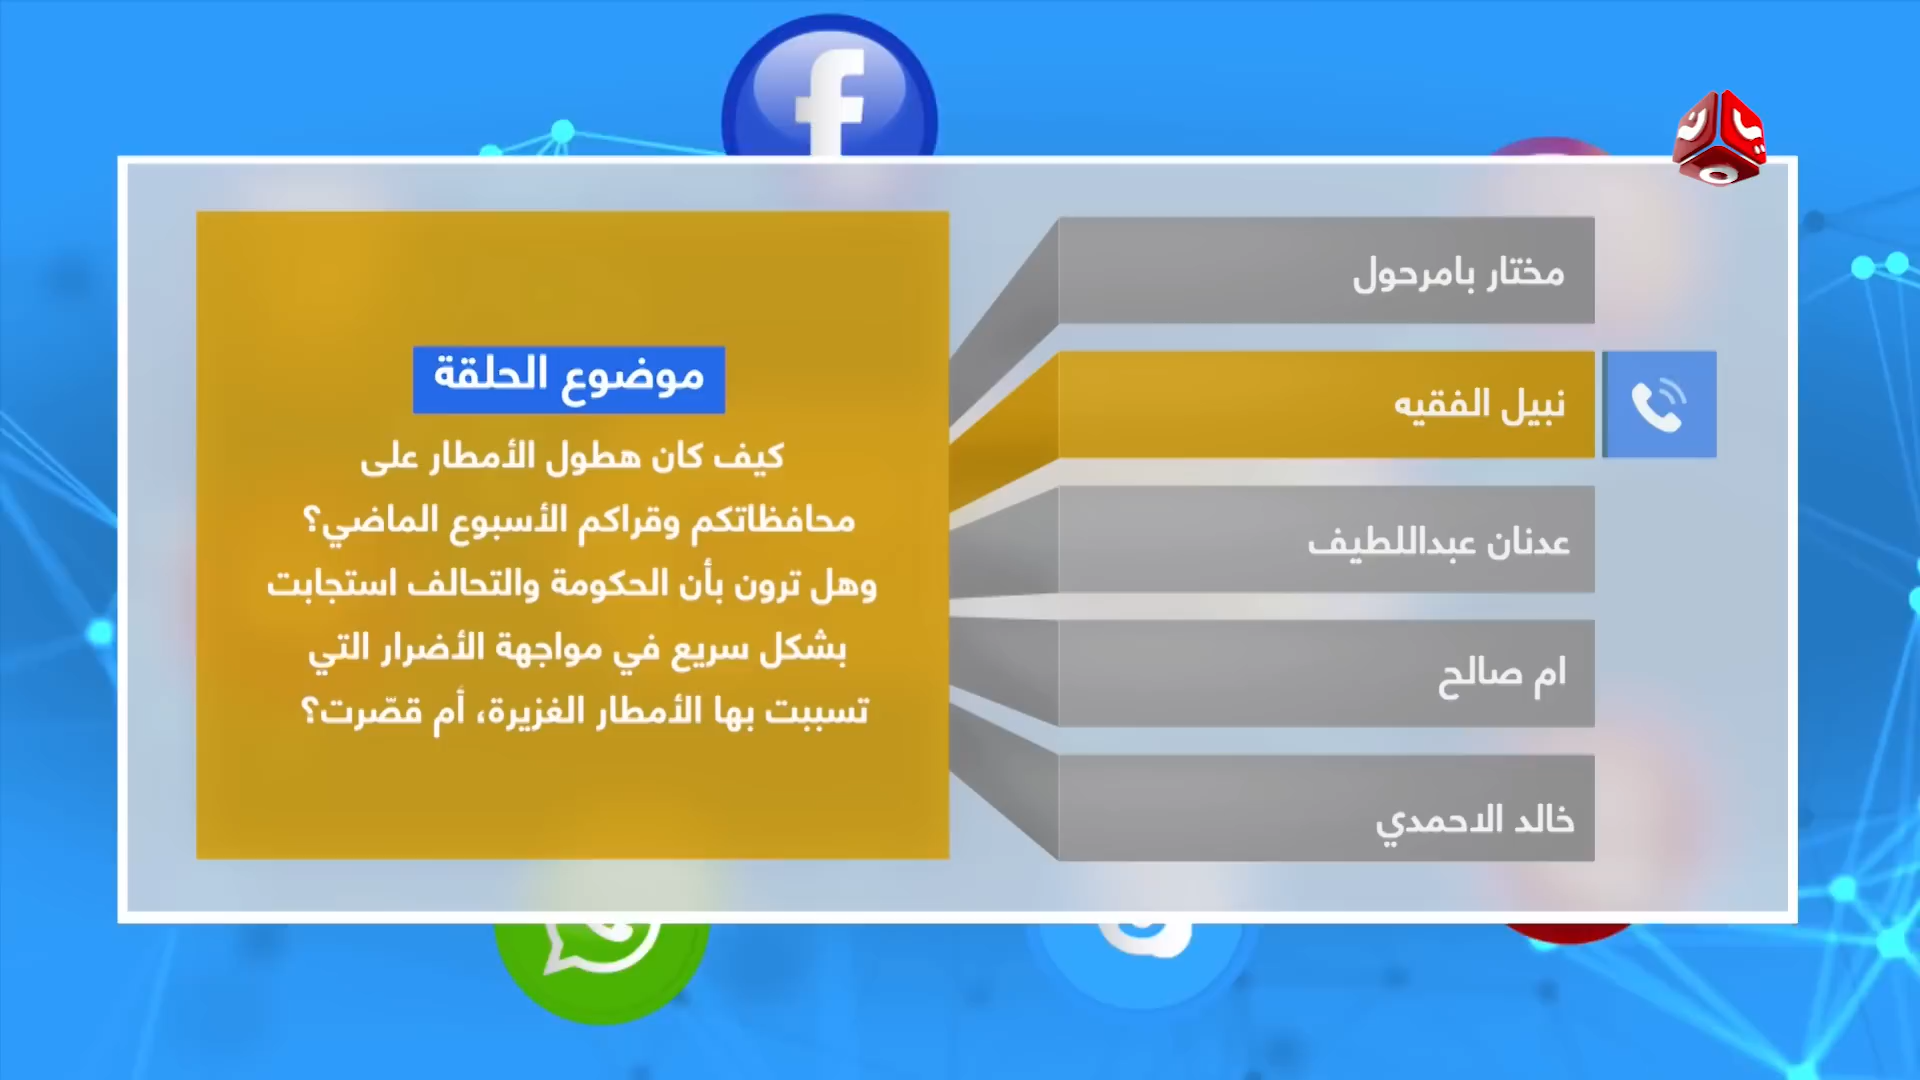 موضوع الحلقة
كيف كان هطول الأمطار على
محافظاتكم وقراكم الأسبوع الماضي؟
وهل ترون بأن الحكومة والتحالف استجابت
بشكل سريع في مواجهة الأضرار التي
تسببت بها الأمطار الغزيرة، أم قصّرت؟
مختار بامرحول
نبيل الفقيه
عدنان عبداللطيف
ام صالح
خالد الاحمدي